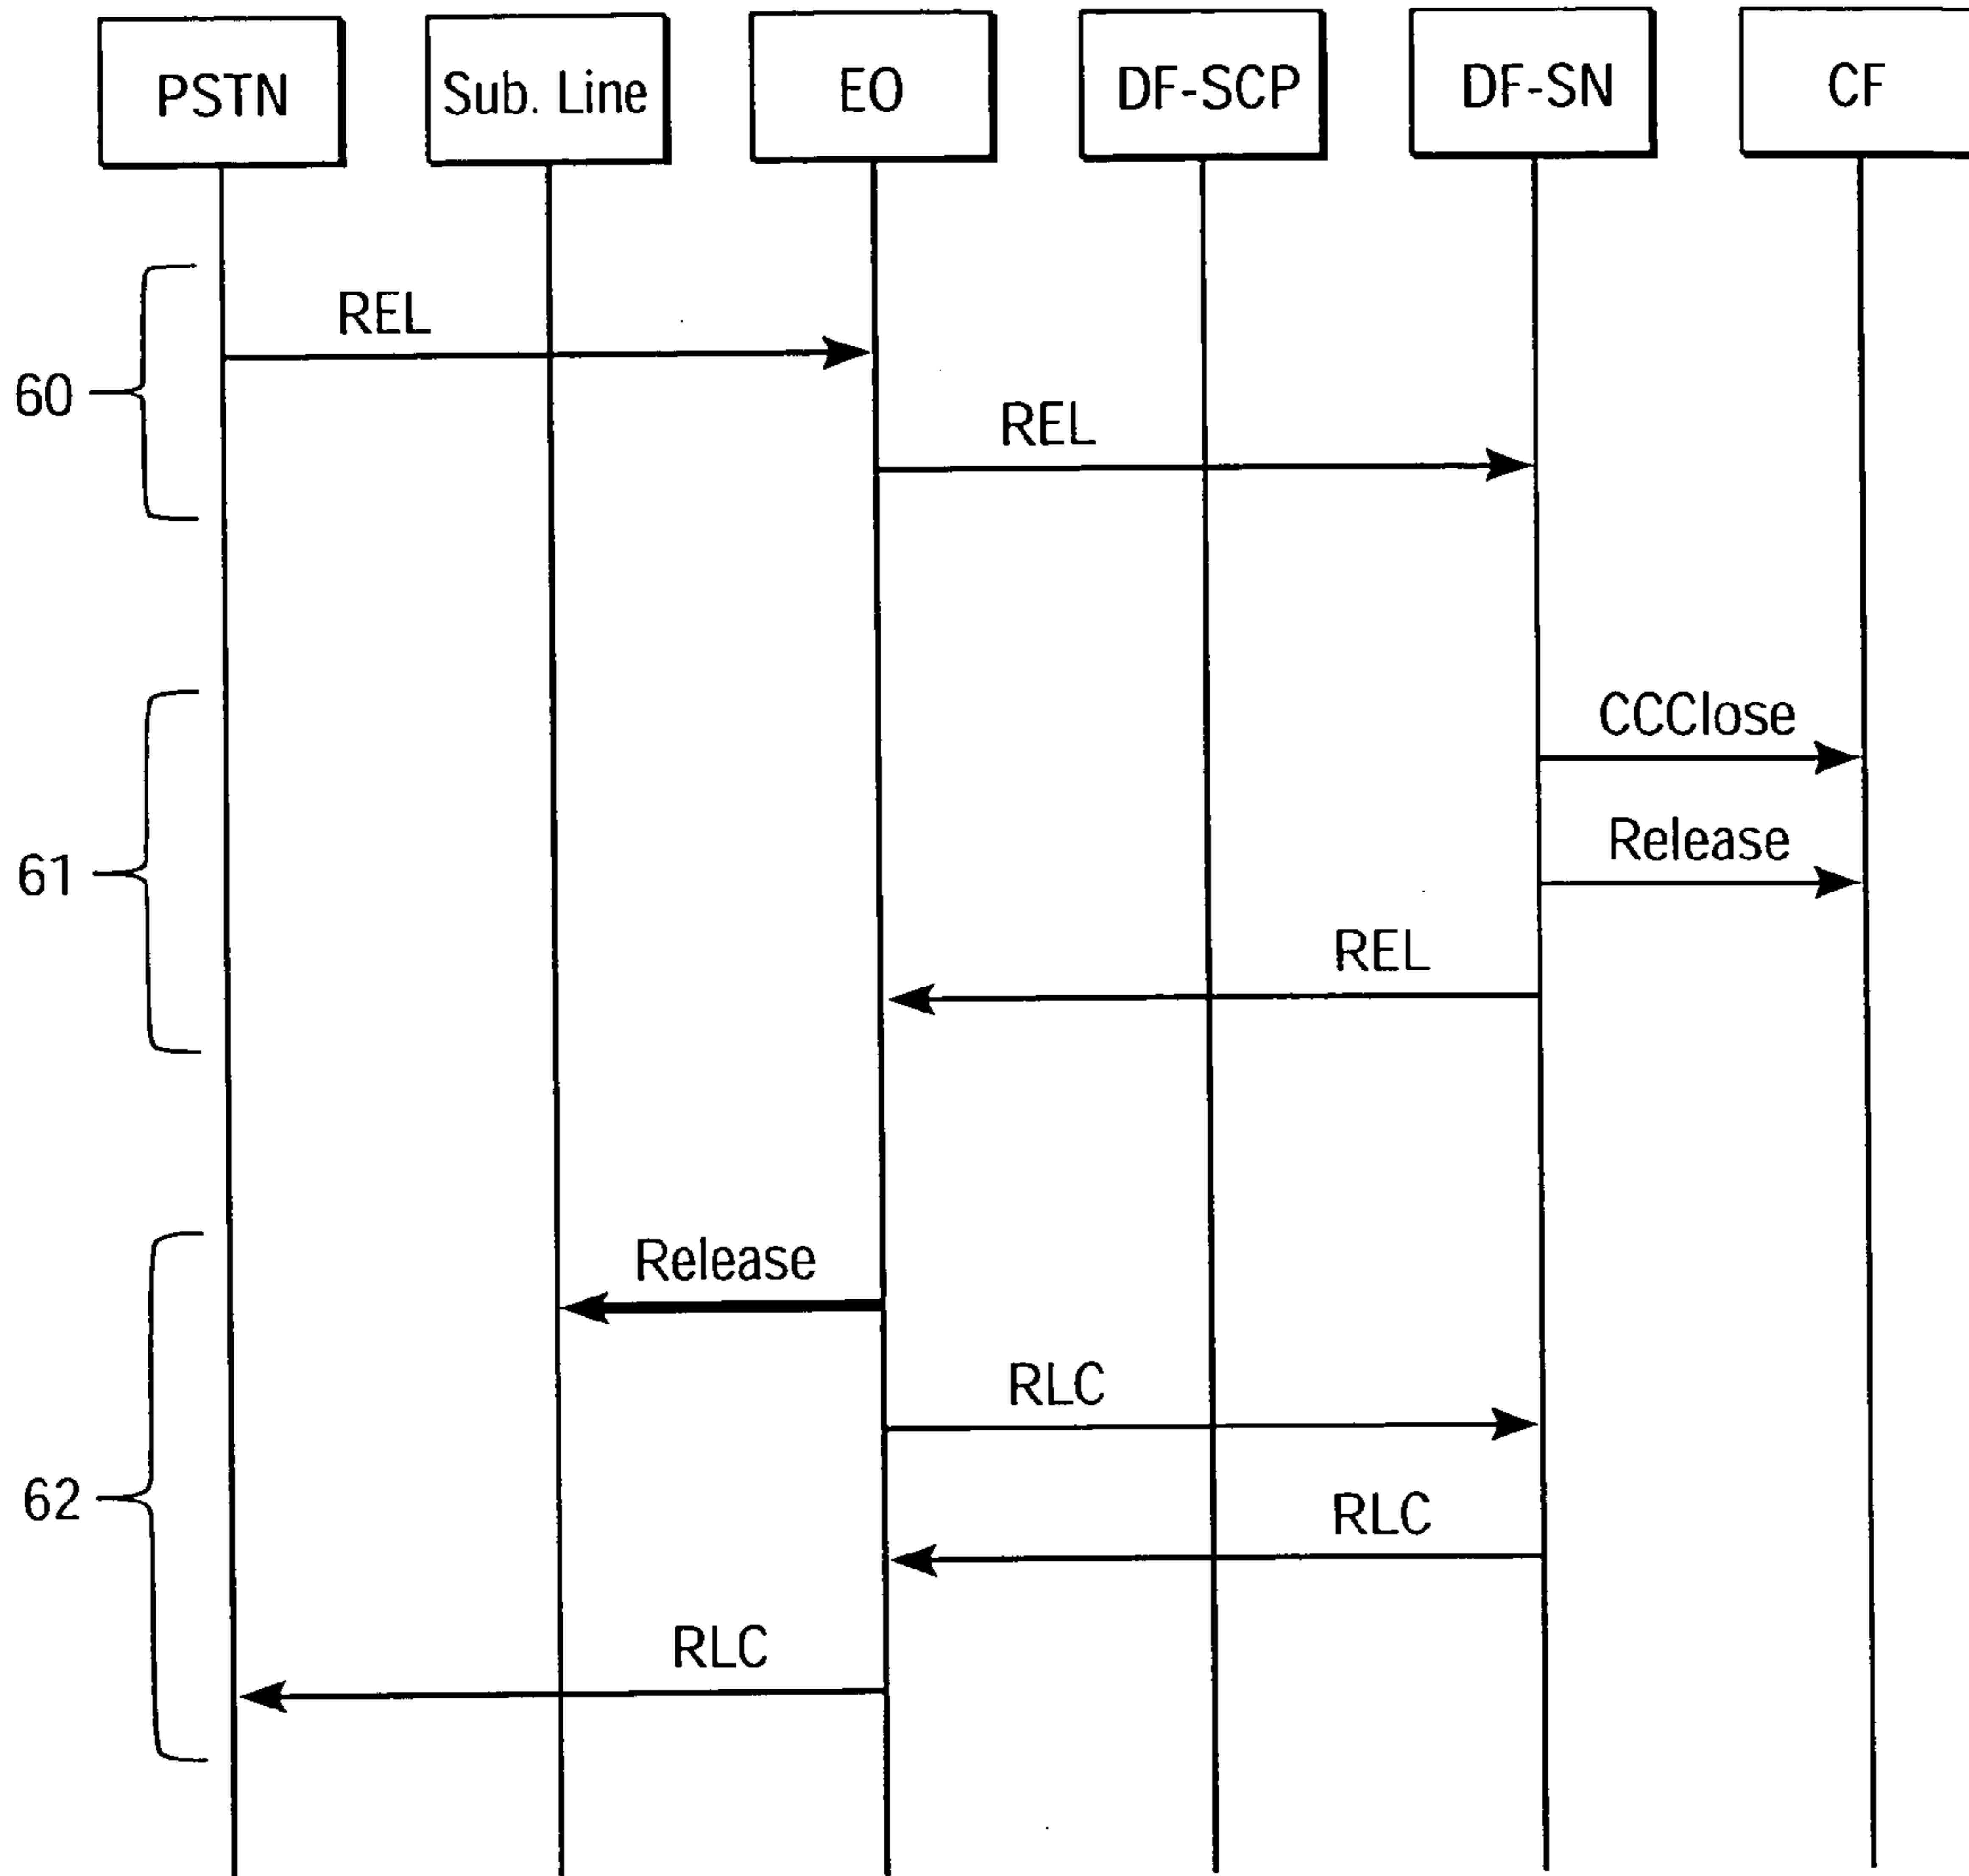 PSTN
Sub. Line
EO
DF-SCP
DF-SN
CF
REL
60
REL
CCClose
61
Release
REL
Release
RLC
62
RLC
RLC